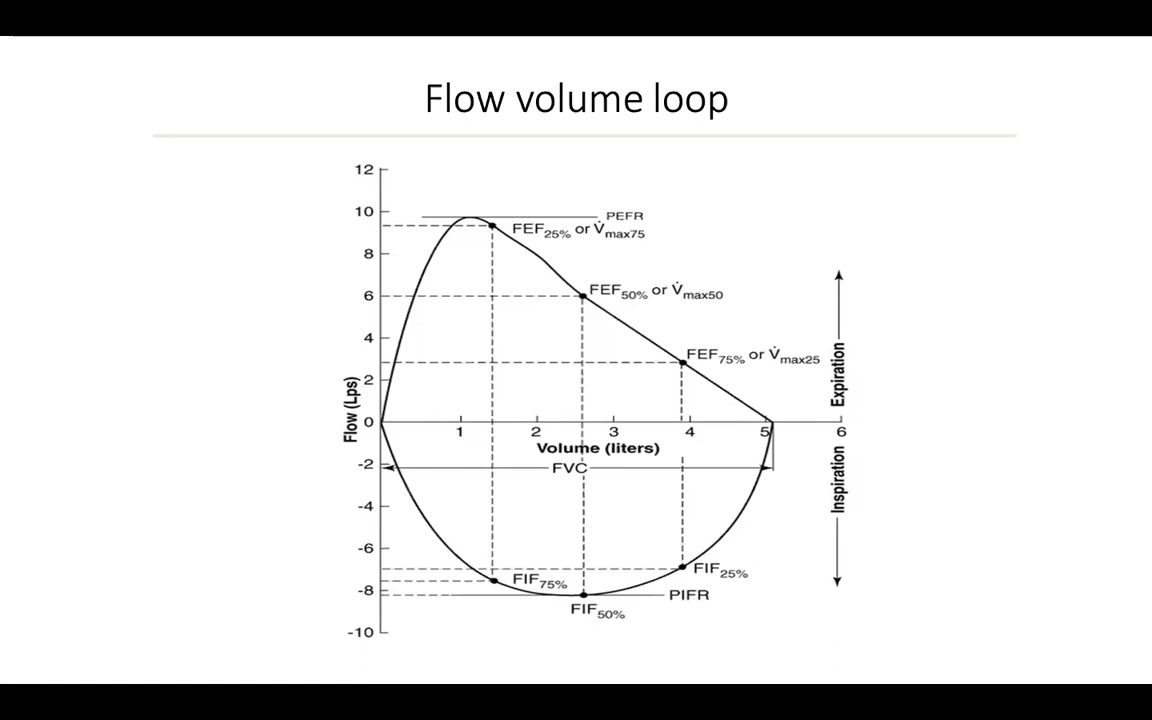 Flow volume loop
12
10
8
6
4
2
0
-2
-4
-6
-8
-10
Flow (Lps)
PEFR
FEF25% or V̇max75
FEF50% or V̇max50
FEF75% or V̇max25
1 2 3 4 5 6
Volume (liters)
FVC
FIF75%
FIF50%
FIF25%
PIFR
Expiration
Inspiration